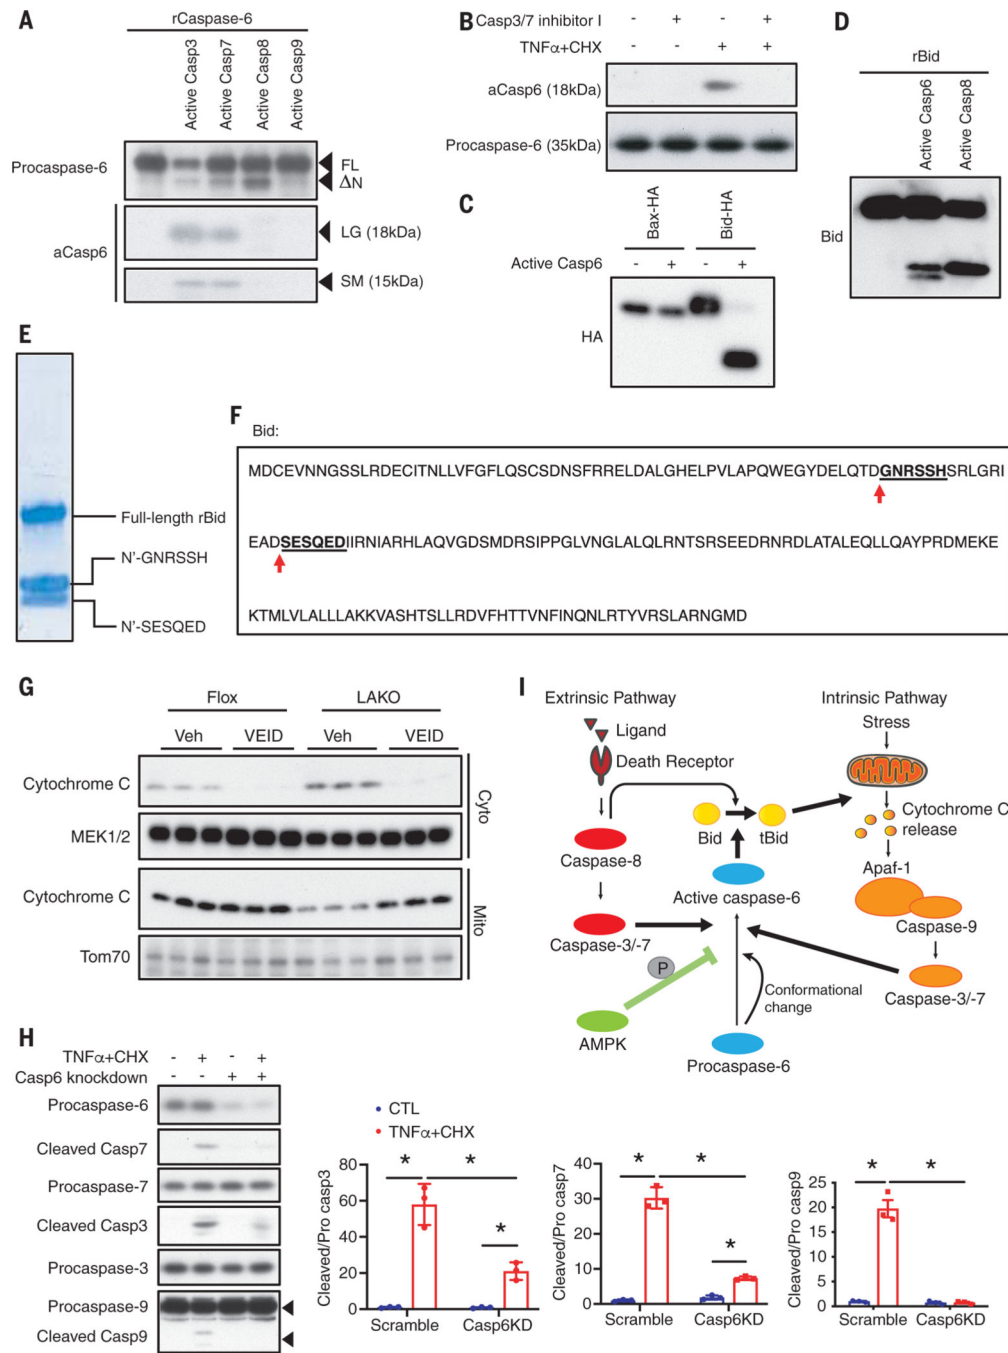 A
rCaspase-6
Active Casp3
Active Casp7
Active Casp8
Active Casp9
Procaspase-6
FL
ΔN
aCasp6
LG (18kDa)
SM (15kDa)
B
Casp3/7 inhibitor I - + - +
TNFα+CHX - - + +
aCasp6 (18kDa)
Procaspase-6 (35kDa)
C
Bax-HA
Bid-HA
Active Casp6 - + - +
HA
D
rBid
Active Casp6
Active Casp8
Bid
E
Full-length rBid
N'-GNRSSH
N'-SESQED
F
Bid:
MDCEVNNGSSLRDECITNLLVFGFLQSCSDNSFRRELDALGHELPVLAPQWEGYDELQTDGNRSSHSRLGRI
EADSESQEDIIRNIARHLAQVGDSMDRSIPPGLVNGLALQLRNTSRSEEDRNRDLATALEQLLQAYPRDMEKE
KTMLVLALLLAKKVASHTSLLRDVFHTTVNFINQNLRTYVRSLARNGMD
G
Flox LAKO
Veh VEID Veh VEID
Cytochrome C
MEK1/2
Cyto
Cytochrome C
Tom70
Mito
H
TNFα+CHX - + - +
Casp6 knockdown - - + +
Procaspase-6
Cleaved Casp7
Procaspase-7
Cleaved Casp3
Procaspase-3
Procaspase-9
Cleaved Casp9
CTL
TNFα+CHX
Cleaved/Pro casp3
80
60
40
20
0
* * *
Scramble Casp6KD
Cleaved/Pro casp7
40
30
20
10
0
* * *
Scramble Casp6KD
Cleaved/Pro casp9
25
20
15
10
5
0
* *
Scramble Casp6KD
I
Extrinsic Pathway
Intrinsic Pathway
Ligand
Death Receptor
Stress
Bid
tBid
Cytochrome C
release
Caspase-8
Apaf-1
Active caspase-6
Caspase-9
Caspase-3/-7
Caspase-3/-7
P
Conformational
change
AMPK
Procaspase-6